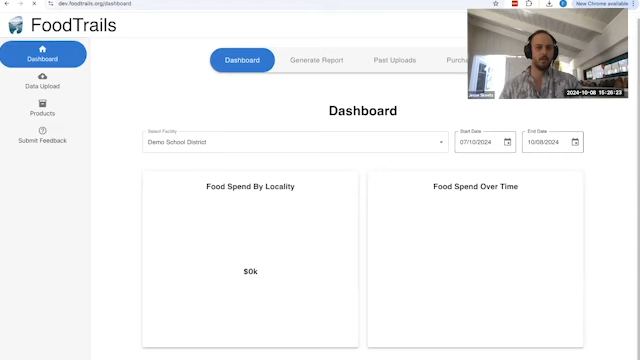 dev.foodtrails.org/dashboard
New Chrome available
FoodTrails
Dashboard
Data Upload
Products
Submit Feedback
Dashboard
Generate Report
Past Uploads
Purcha
2024-10-08 15:26:23
Dashboard
Select Facility
Demo School District
Start Date
07/10/2024
End Date
10/08/2024
Food Spend By Locality
$0k
Food Spend Over Time